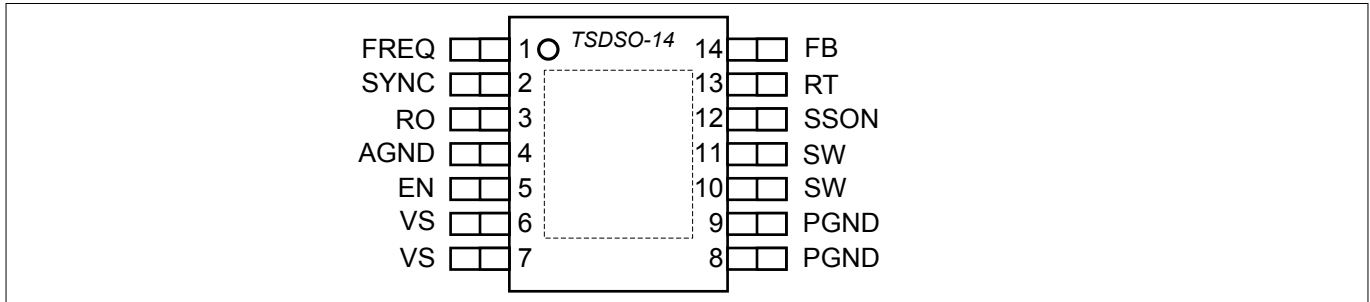 FREQ 1 TSDSO-14 14 FB
SYNC 2 13 RT
RO 3 12 SSON
AGND 4 11 SW
EN 5 10 SW
VS 6 9 PGND
VS 7 8 PGND